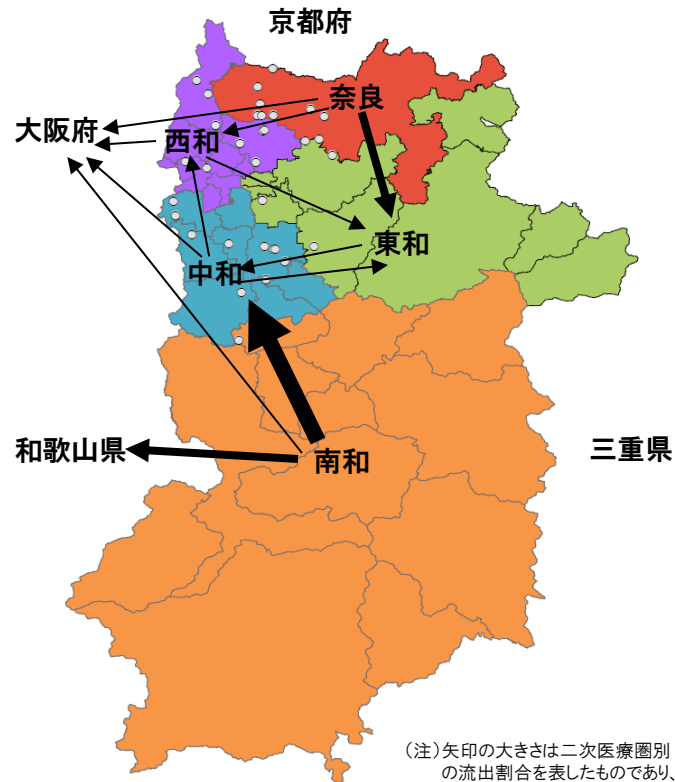 京都府
奈良
大阪府
西和
東和
中和
和歌山県
南和
三重県
（注）矢印の大きさは二次医療圏別
の流出割合を表したものであり、